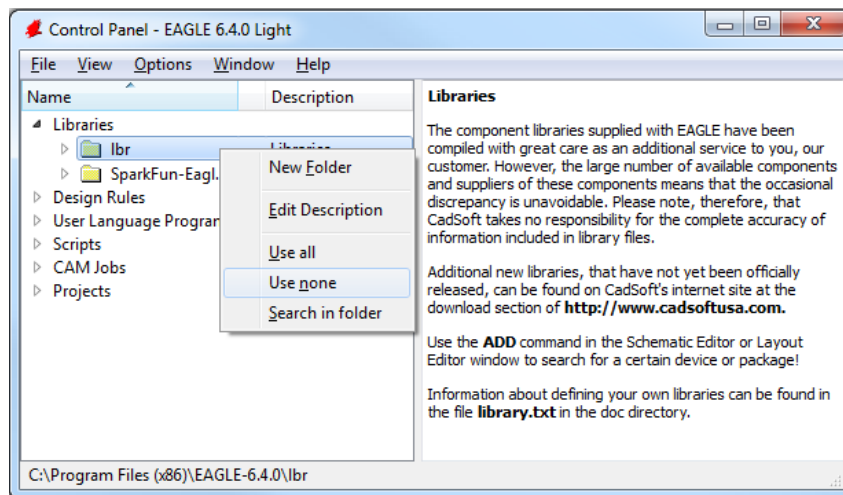 Control Panel - EAGLE 6.4.0 Light
File View Options Window Help
Name Description
Libraries
lbr Libraries
SparkFun-Eagl.
Design Rules
User Language Program
Scripts
CAM Jobs
Projects
New Folder
Edit Description
Use all
Use none
Search in folder
Libraries
The component libraries supplied with EAGLE have been
compiled with great care as an additional service to you, our
customer. However, the large number of available components
and suppliers of these components means that the occasional
discrepancy is unavoidable. Please note, therefore, that
CadSoft takes no responsibility for the complete accuracy of
information included in library files.
Additional new libraries, that have not yet been officially
released, can be found on CadSoft's internet site at the
download section of http://www.cadsoftusa.com.
Use the ADD command in the Schematic Editor or Layout
Editor window to search for a certain device or package!
Information about defining your own libraries can be found in
the file library.txt in the doc directory.
C:\Program Files (x86)\EAGLE-6.4.0\lbr